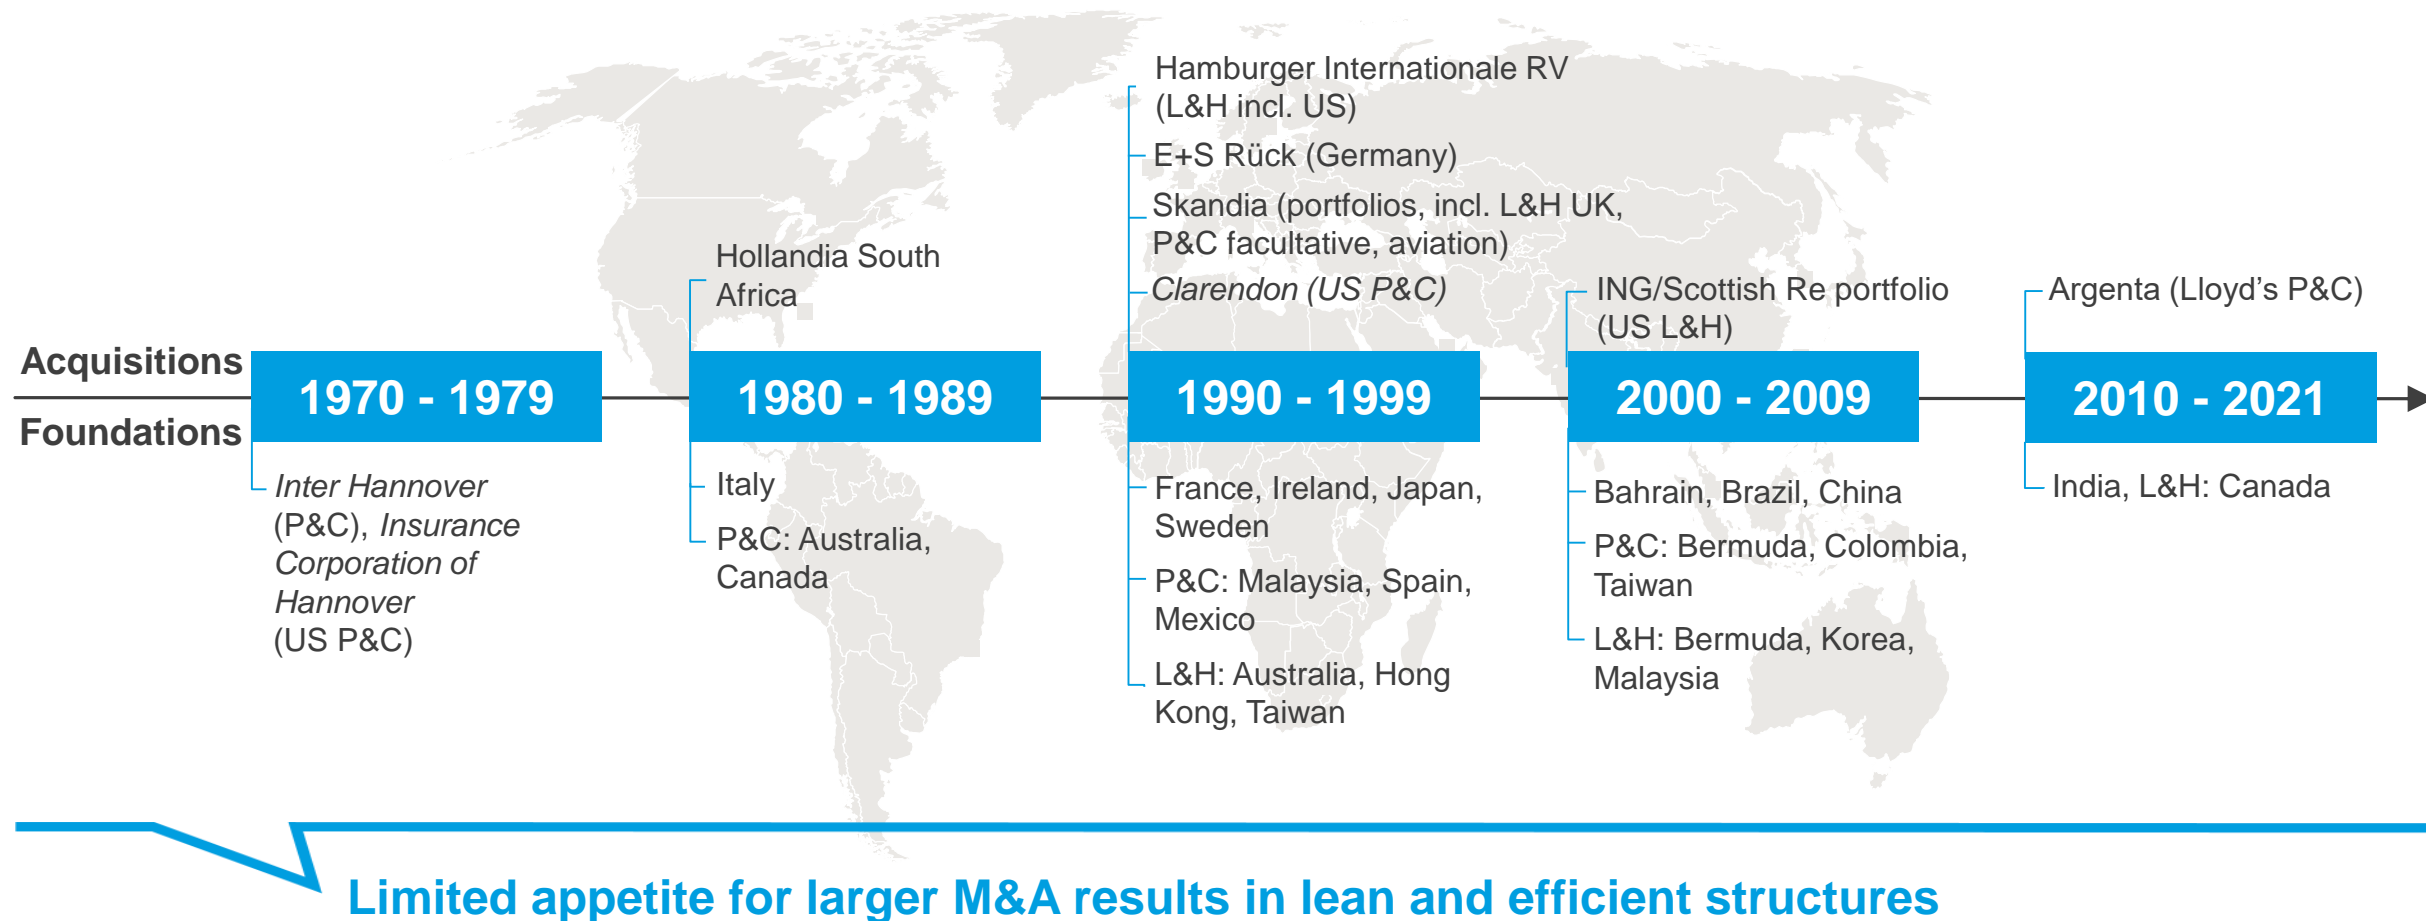 Acquisitions
Foundations
1970 - 1979
Inter Hannover
(P&C), Insurance
Corporation of
Hannover
(US P&C)
Hollandia South
Africa
1980 - 1989
Italy
P&C: Australia,
Canada
Hamburger Internationale RV
(L&H incl. US)
E+S Rück (Germany)
Skandia (portfolios, incl. L&H UK,
P&C facultative, aviation)
Clarendon (US P&C)
1990 - 1999
France, Ireland, Japan,
Sweden
P&C: Malaysia, Spain,
Mexico
L&H: Australia, Hong
Kong, Taiwan
ING/Scottish Re portfolio
(US L&H)
2000 - 2009
Bahrain, Brazil, China
P&C: Bermuda, Colombia,
Taiwan
L&H: Bermuda, Korea,
Malaysia
Argenta (Lloyd’s P&C)
2010 - 2021
India, L&H: Canada
Limited appetite for larger M&A results in lean and efficient structures